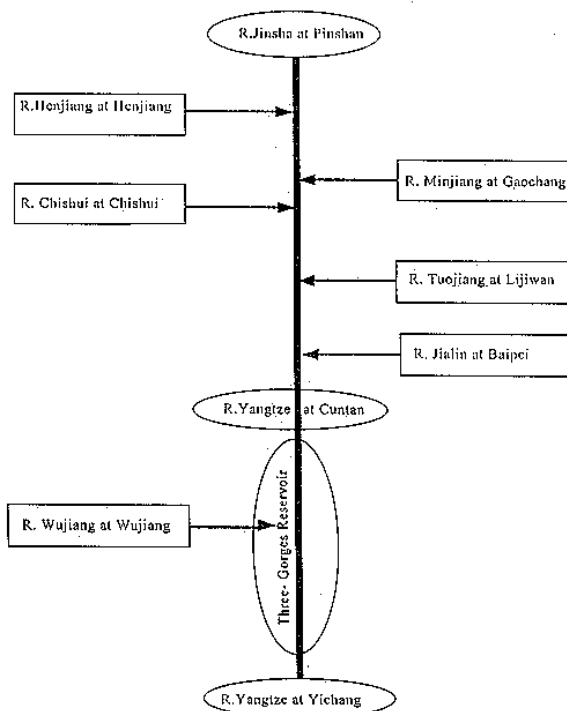 R.Jinsha at Pinshan
R.Henjiang at Henjiang
R. Minjiang at Gaochang
R. Chishui at Chishui
R. Tuojiang at Lijiwan
R. Jialin at Baipei
R.Yangtze at Cuntan
Three- Gorges Reservoir
R. Wujiang at Wujiang
R.Yangtze at Yichang